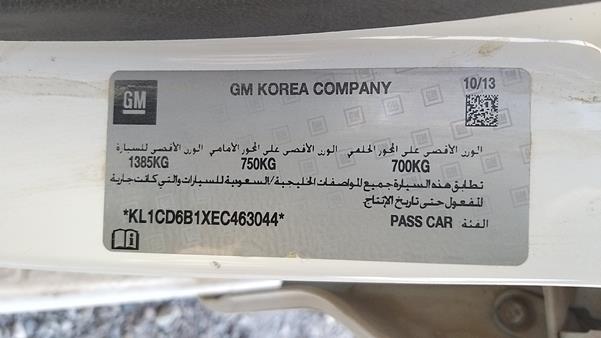 GM
GM KOREA COMPANY
10/13
الوزن الأقصى على المحور الخلفي الوزن الأقصى على المحور الأمامي الوزن الأقصى للسيارة
1385KG 750KG 700KG
تطابق هذه السيارة جميع المواصفات الخليجية/السعودية للسيارات والتي كانت جارية
المفعول حتى تاريخ الإنتاج.
*KL1CD6B1XEC463044* PASS CAR الفئة